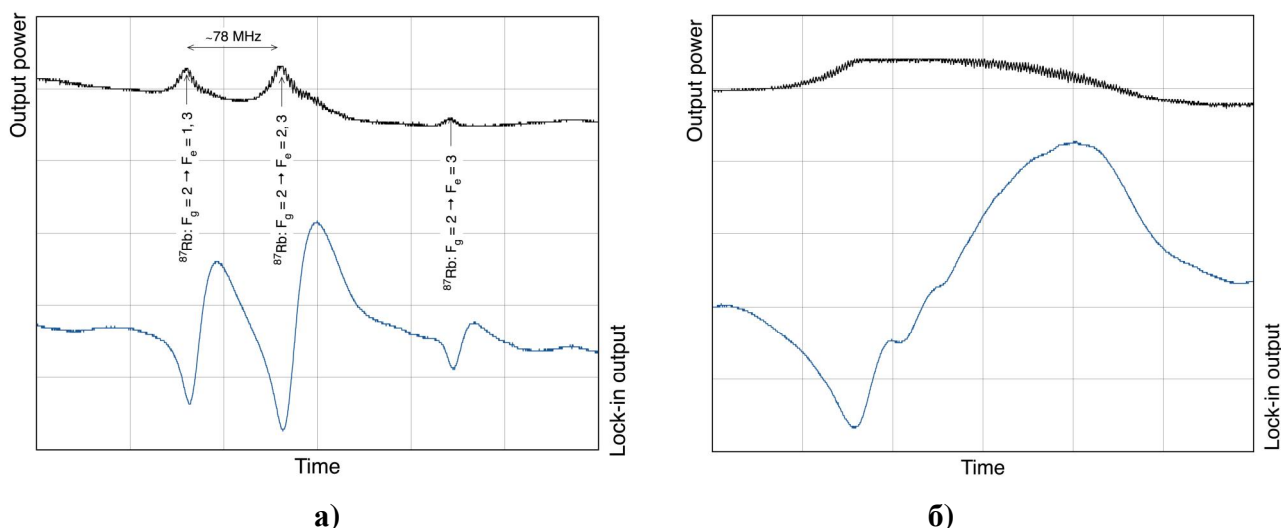 Output power
~78 MHz
⁸⁷Rb: F_g = 2 → F_e = 1, 3
⁸⁷Rb: F_g = 2 → F_e = 2, 3
⁸⁷Rb: F_g = 2 → F_e = 3
Lock-in output
Time
а)
Output power
Lock-in output
Time
б)